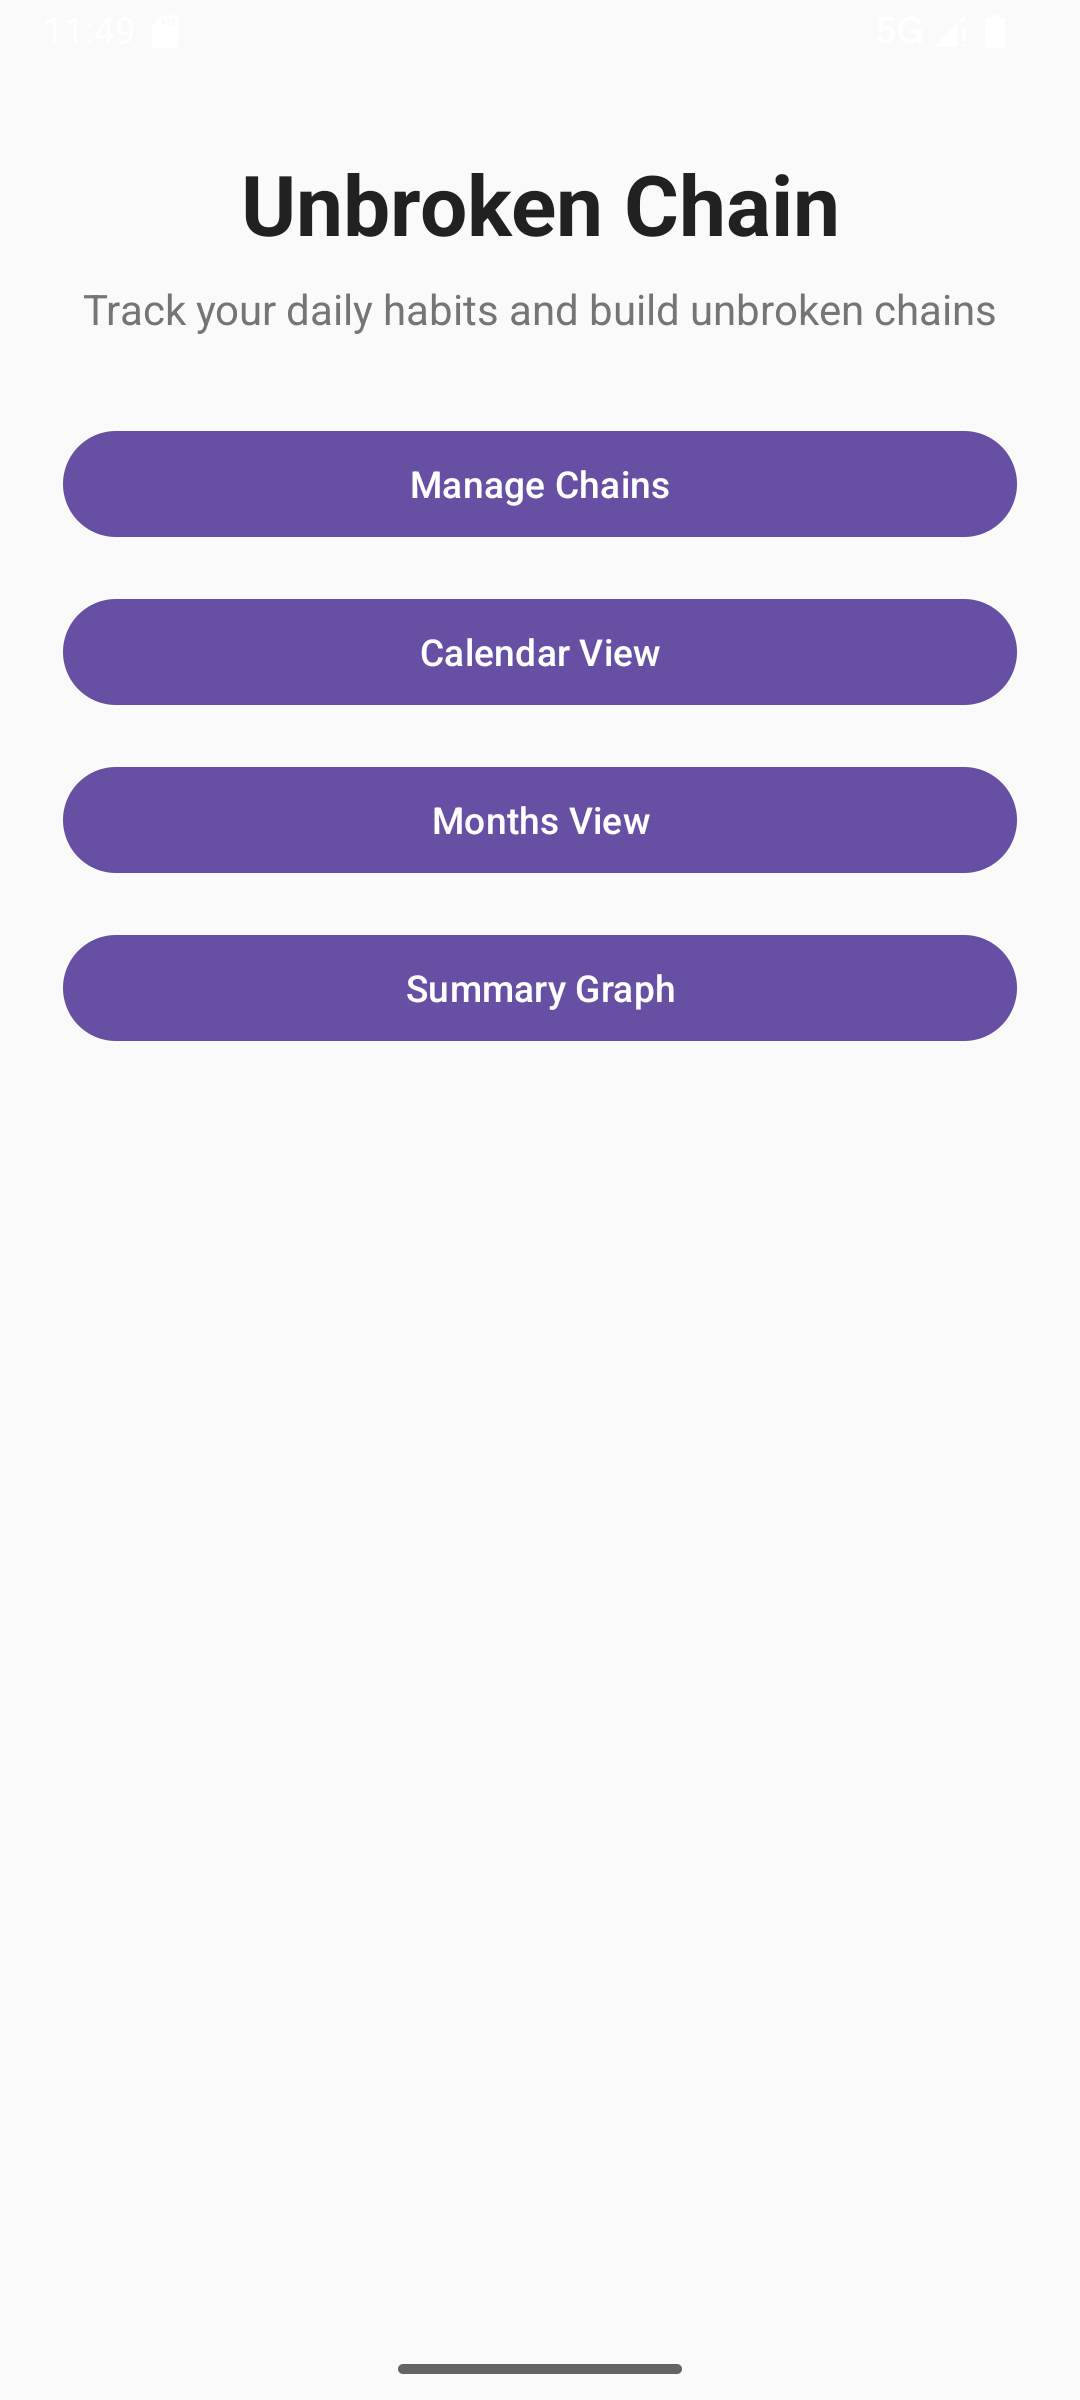 11:49 5G
Unbroken Chain
Track your daily habits and build unbroken chains
Manage Chains
Calendar View
Months View
Summary Graph